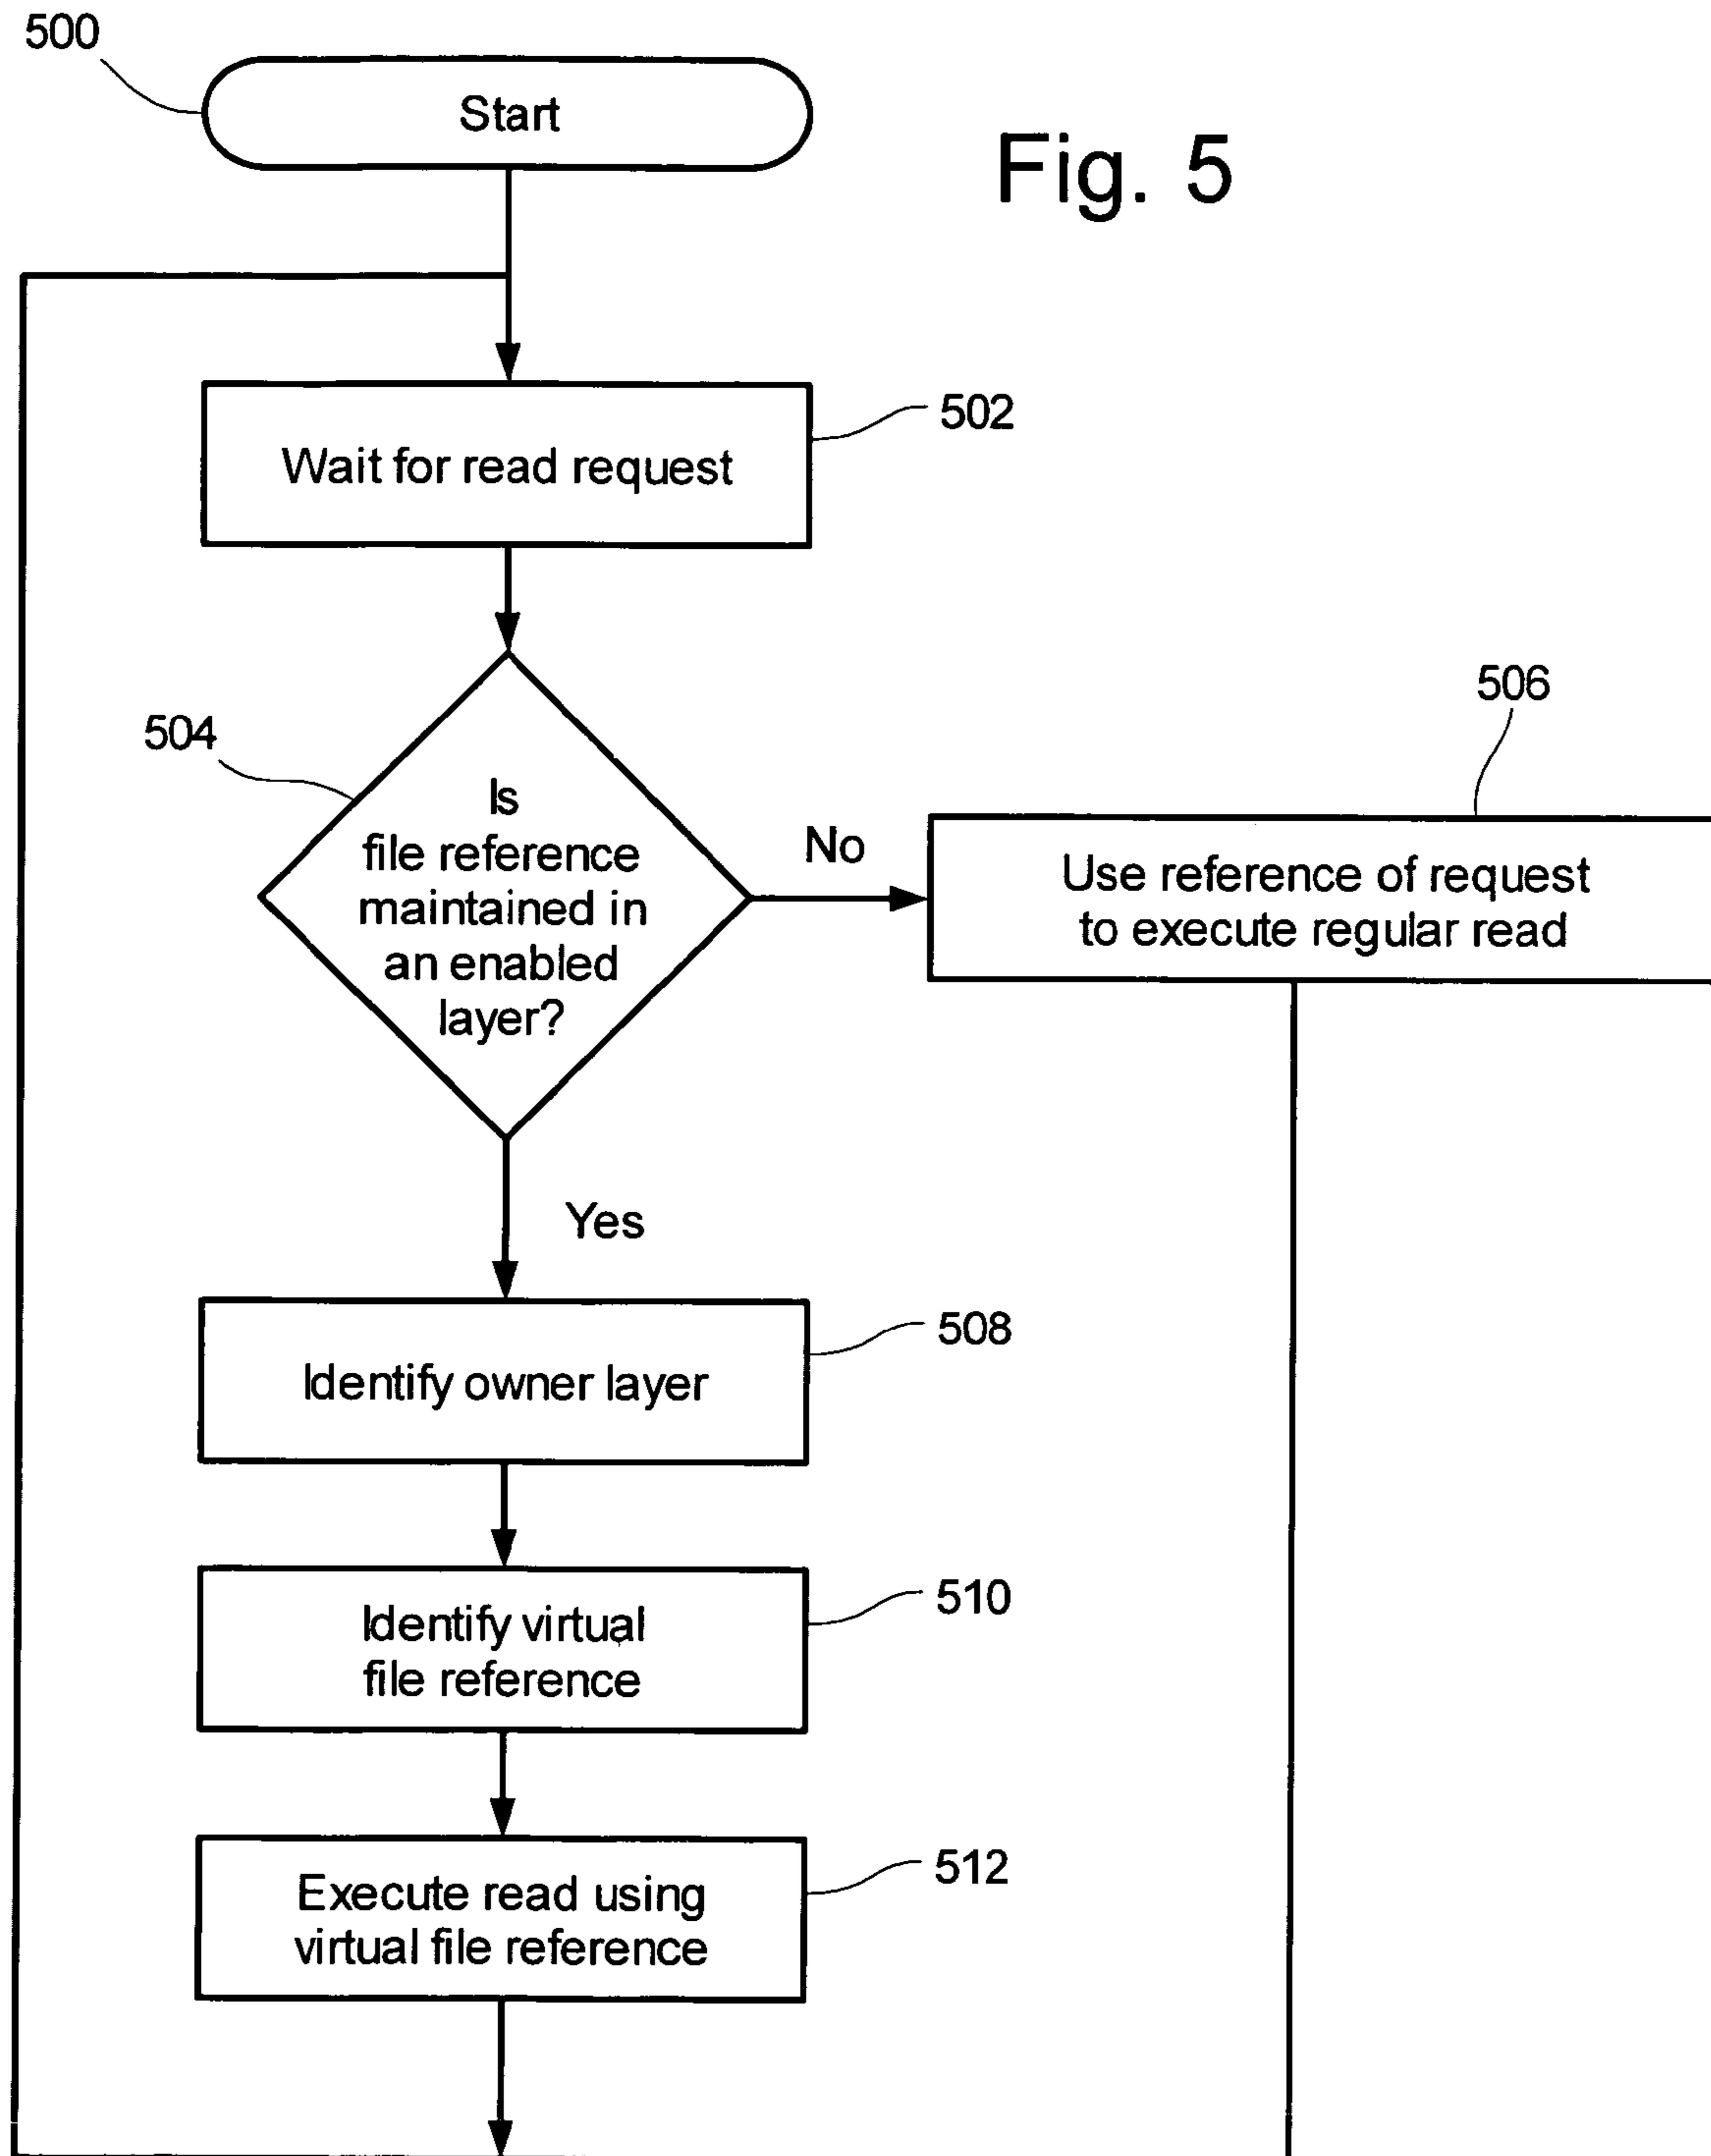 500
Start
Fig. 5
502
Wait for read request
504
Is
file reference
maintained in
an enabled
layer?
No
506
Use reference of request
to execute regular read
Yes
508
Identify owner layer
510
Identify virtual
file reference
512
Execute read using
virtual file reference